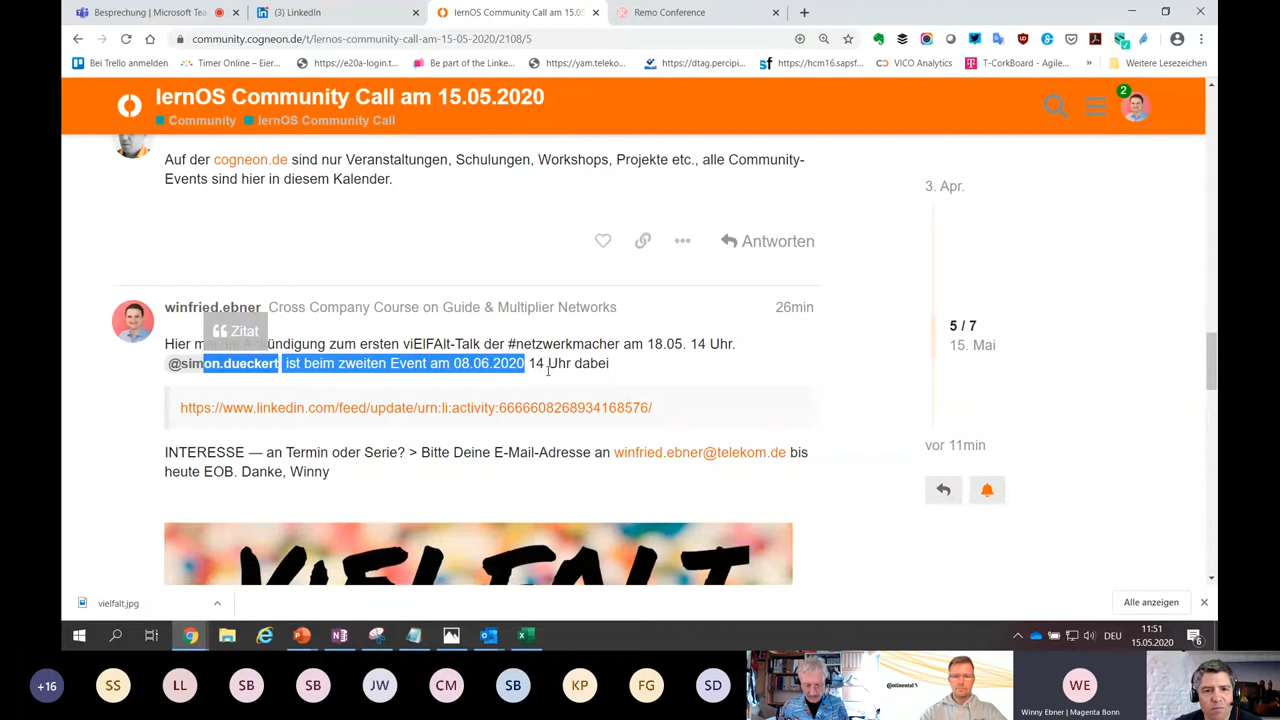 Besprechung | Microsoft Tea
(3) LinkedIn
lernOS Community Call am 15.05
Remo Conference
community.cogneon.de/t/lernos-community-call-am-15-05-2020/2108/5
Bei Trello anmelden
Timer Online – Eier...
https://e20a-login.t...
Be part of the Linke...
https://yam.teleko...
https://dtag.percipi...
https://hcm16.sapsf...
VICO Analytics
T-CorkBoard - Agile...
»
Weitere Lesezeichen
lernOS Community Call am 15.05.2020
Community lernOS Community Call
2
Auf der cogneon.de sind nur Veranstaltungen, Schulungen, Workshops, Projekte etc., alle Community-
Events sind hier in diesem Kalender.
Antworten
3. Apr.
5 / 7
15. Mai
vor 11min
winfried.ebner Cross Company Course on Guide & Multiplier Networks 26min
Zitat
Hier mal die Ankündigung zum ersten viElFAlt-Talk der #netzwerkmacher am 18.05. 14 Uhr.
@simon.dueckert ist beim zweiten Event am 08.06.2020 14 Uhr dabei
https://www.linkedin.com/feed/update/urn:li:activity:6666608268934168576/
INTERESSE — an Termin oder Serie? > Bitte Deine E-Mail-Adresse an winfried.ebner@telekom.de bis
heute EOB. Danke, Winny
VIELFALT
vielfalt.jpg
Alle anzeigen
DEU
11:51
15.05.2020
6
+16
SS
LL
SB
SB
JW
CM
SB
KP
FG
SD
Continental
WE
Winny Ebner | Magenta Bonn